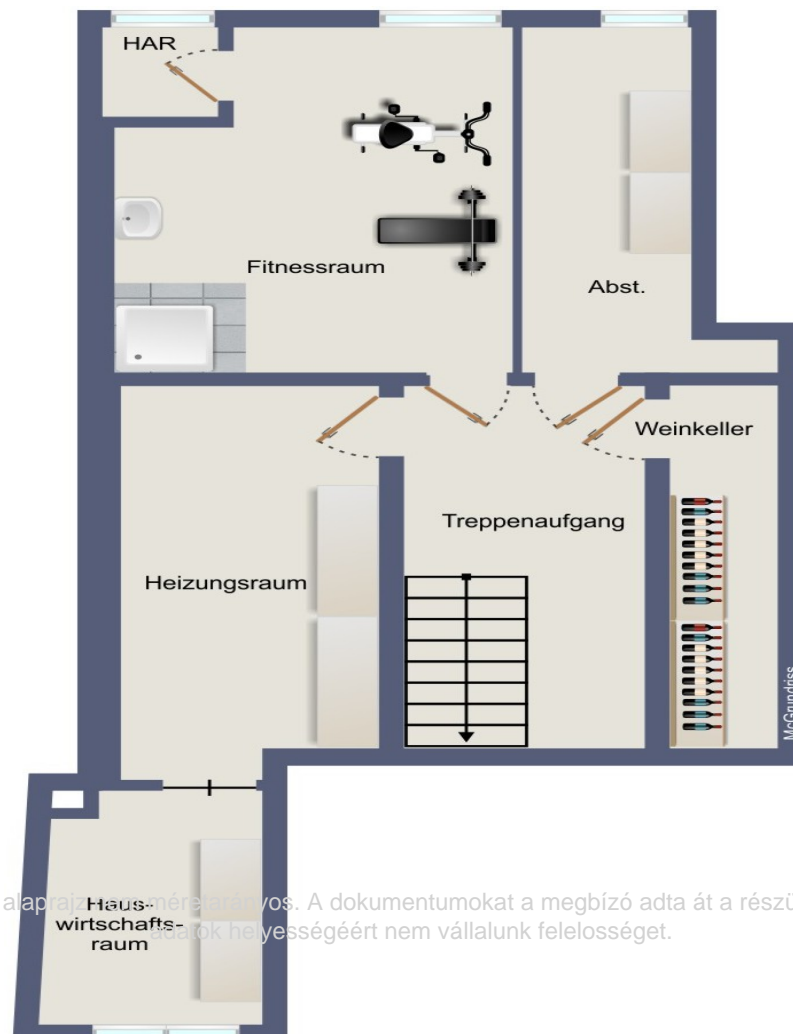 HAR
Fitnessraum
Abst.
Weinkeller
Treppenaufgang
Heizungsraum
McGrundriss
Haus-
wirtschafts-
raum
alaprajz nem méretarányos. A dokumentumokat a megbízó adta át a
adatok helyességéért nem vállalunk felelosséget.